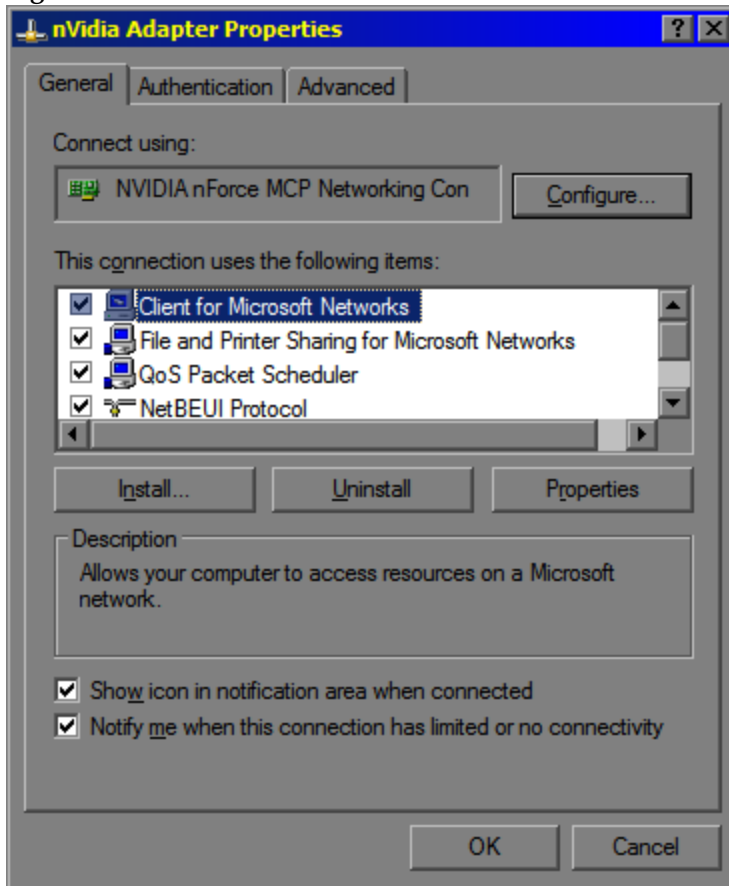 nVidia Adapter Properties
General Authentication Advanced
Connect using:
NVIDIA nForce MCP Networking Con Configure...
This connection uses the following items:
Client for Microsoft Networks
File and Printer Sharing for Microsoft Networks
QoS Packet Scheduler
NetBEUI Protocol
Install... Uninstall Properties
Description
Allows your computer to access resources on a Microsoft
network.
Show icon in notification area when connected
Notify me when this connection has limited or no connectivity
OK Cancel